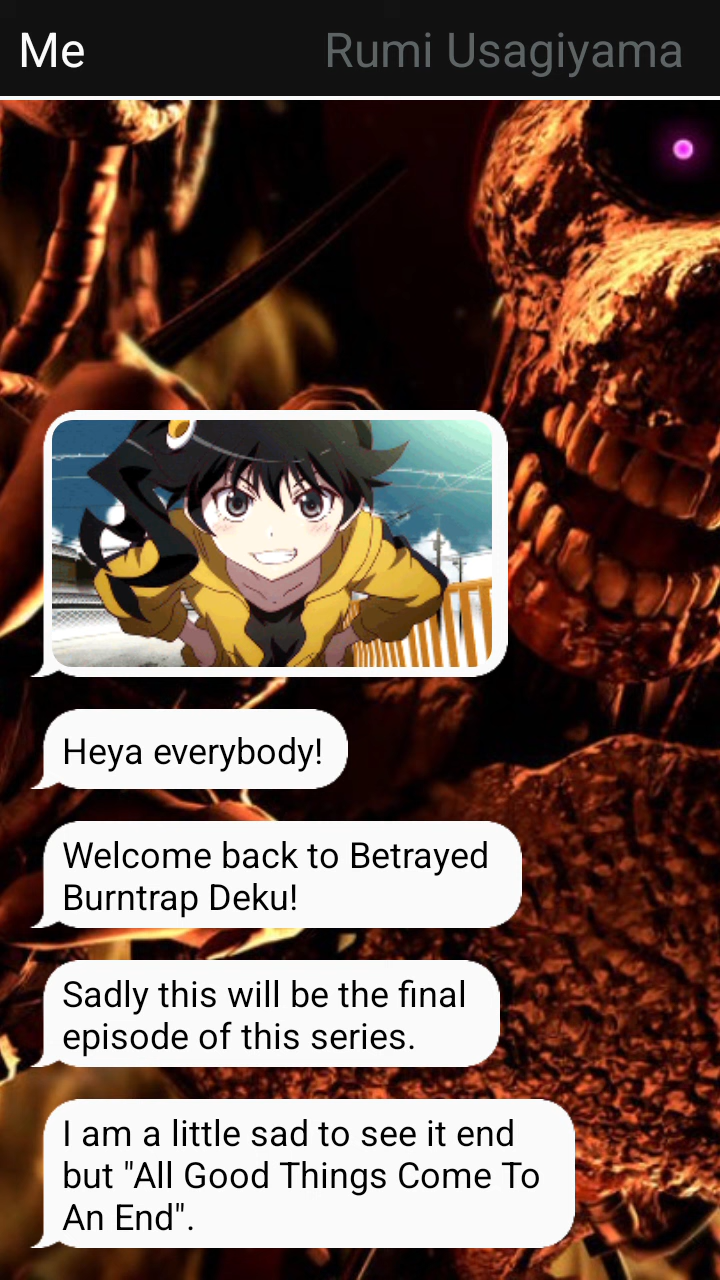 Me
Rumi Usagiyama
Heya everybody!
Welcome back to Betrayed
Burntrap Deku!
Sadly this will be the final
episode of this series.
I am a little sad to see it end
but "All Good Things Come To
An End".